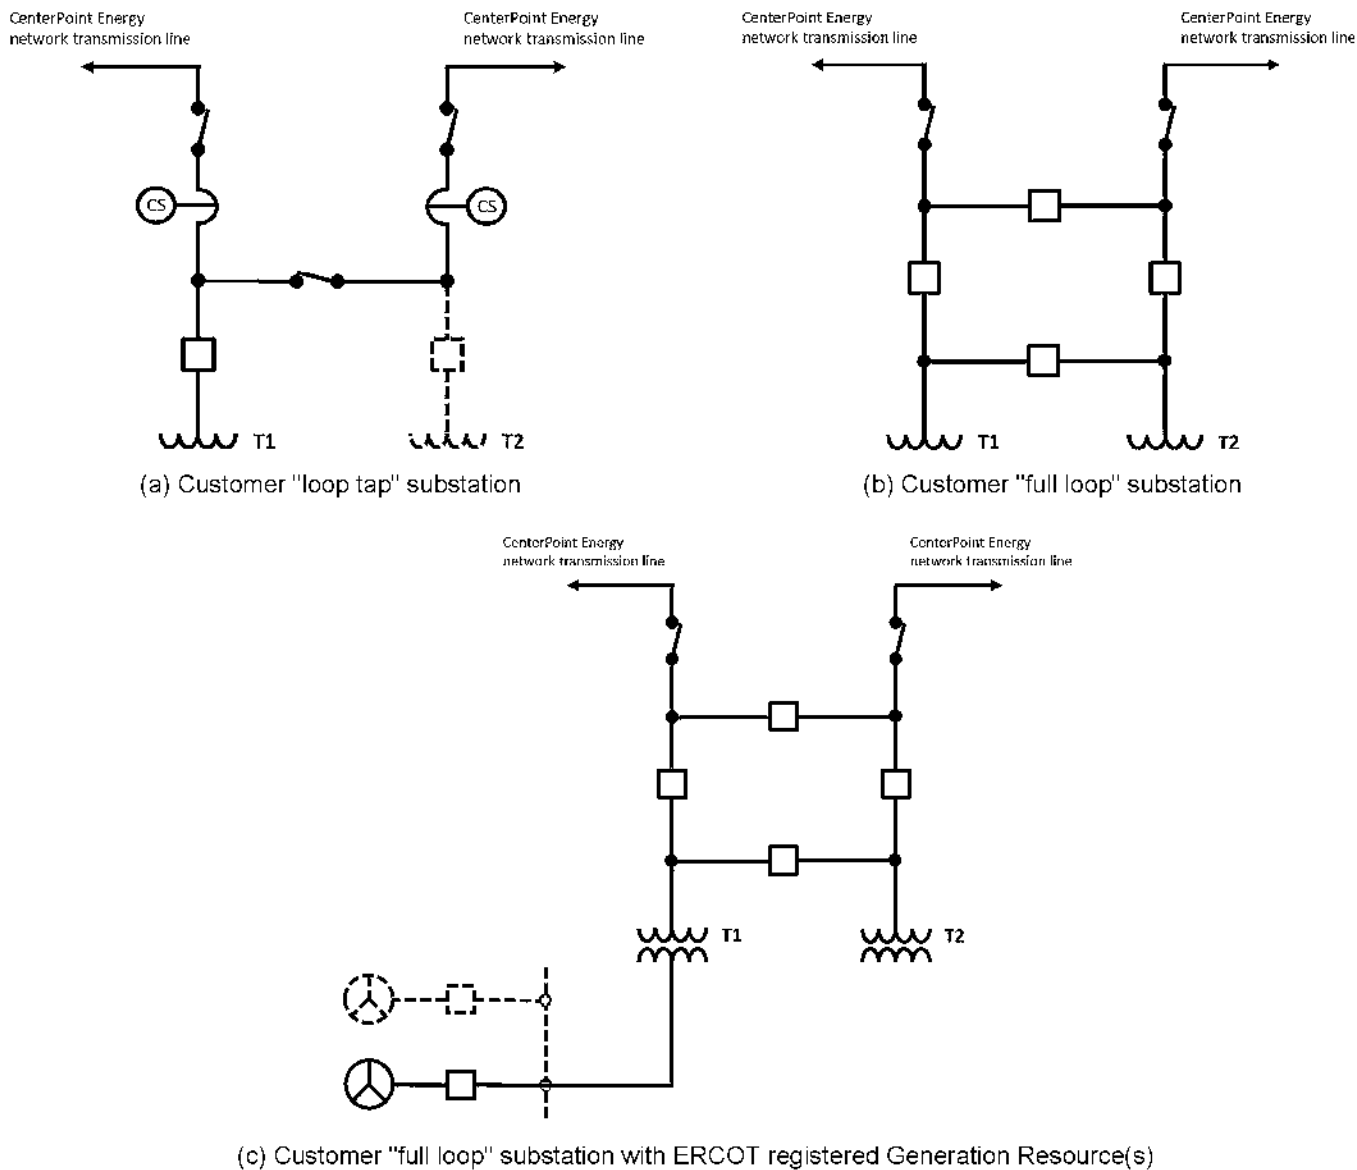 CenterPoint Energy
network transmission line
CenterPoint Energy
network transmission line
CenterPoint Energy
network transmission line
CenterPoint Energy
network transmission line
CS
CS
T1
T2
T1
T2
(a) Customer "loop tap" substation
(b) Customer "full loop" substation
CenterPoint Energy
network transmission line
CenterPoint Energy
network transmission line
T1
T2
(c) Customer "full loop" substation with ERCOT registered Generation Resource(s)